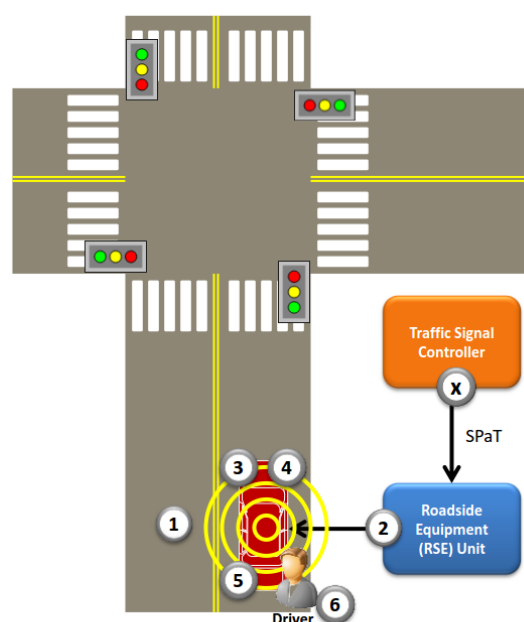 Traffic Signal
Controller
X
SPaT
3
4
1
2
Roadside
Equipment
(RSE) Unit
5
6
Driver